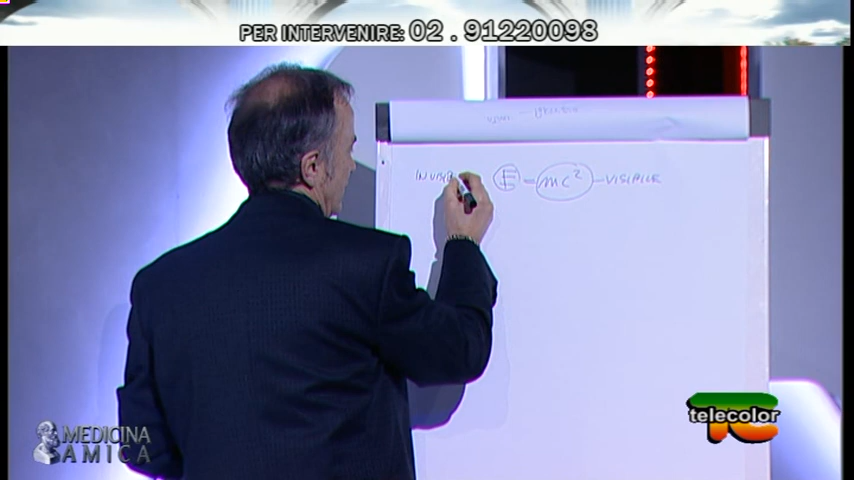 PER INTERVENIRE: 02 . 91220098
E = mc² – VISIBILE
telecolor
MEDICINA
AMICA